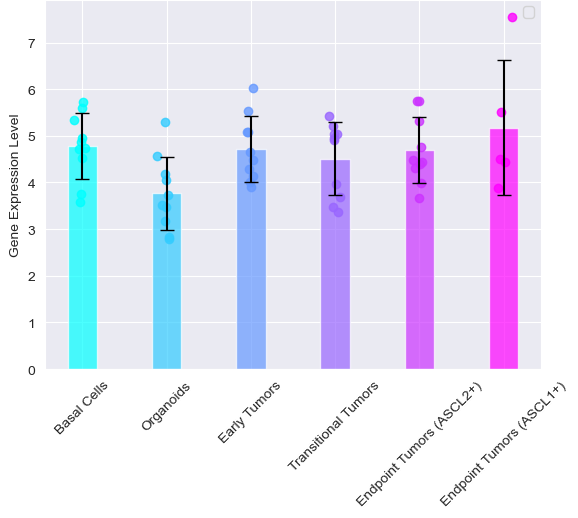 Gene Expression Level
7
6
5
4
3
2
1
0
Basal Cells
Organoids
Early Tumors
Transitional Tumors
Endpoint Tumors (ASCL2+)
Endpoint Tumors (ASCL1+)